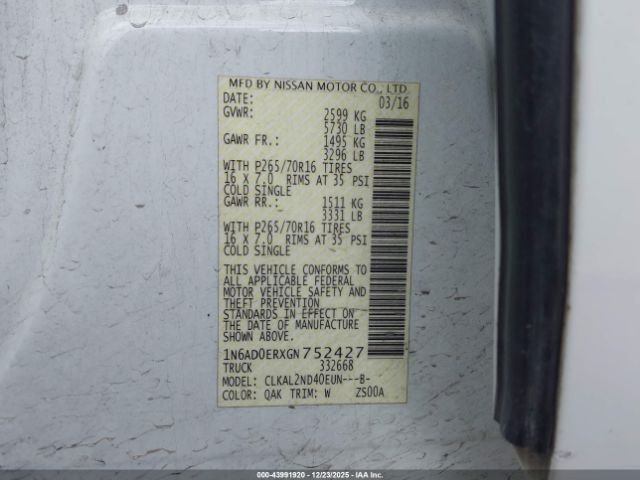 MFD BY NISSAN MOTOR CO., LTD.
DATE: 03/16
GVWR: 2599 KG
5730 LB
GAWR FR.: 1495 KG
3296 LB
WITH P265/70R16 TIRES
16 X 7.0 RIMS AT 35 PSI
COLD SINGLE
GAWR RR.: 1511 KG
3331 LB
WITH P265/70R16 TIRES
16 X 7.0 RIMS AT 35 PSI
COLD SINGLE
THIS VEHICLE CONFORMS TO
ALL APPLICABLE FEDERAL
MOTOR VEHICLE SAFETY AND
THEFT PREVENTION
STANDARDS IN EFFECT ON
THE DATE OF MANUFACTURE
SHOWN ABOVE.
1N6AD0ERXGN752427
TRUCK 332668
MODEL: CLKAL2ND40EUN---B-
COLOR: QAK TRIM: W ZS00A
000-43991920 - 12/23/2025 - COPYRIGHT © IAA, LLC.